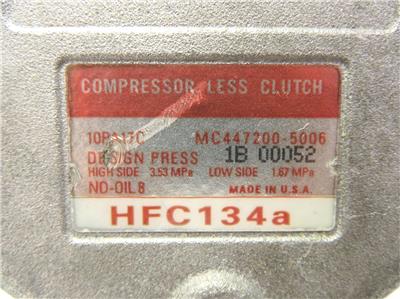 COMPRESSOR LESS CLUTCH
10PA17C MC447200-5006
DESIGN PRESS 1B 00052
HIGH SIDE 3.53 MPa LOW SIDE 1.67 MPa
ND-OIL 8 MADE IN U.S.A.
HFC134a